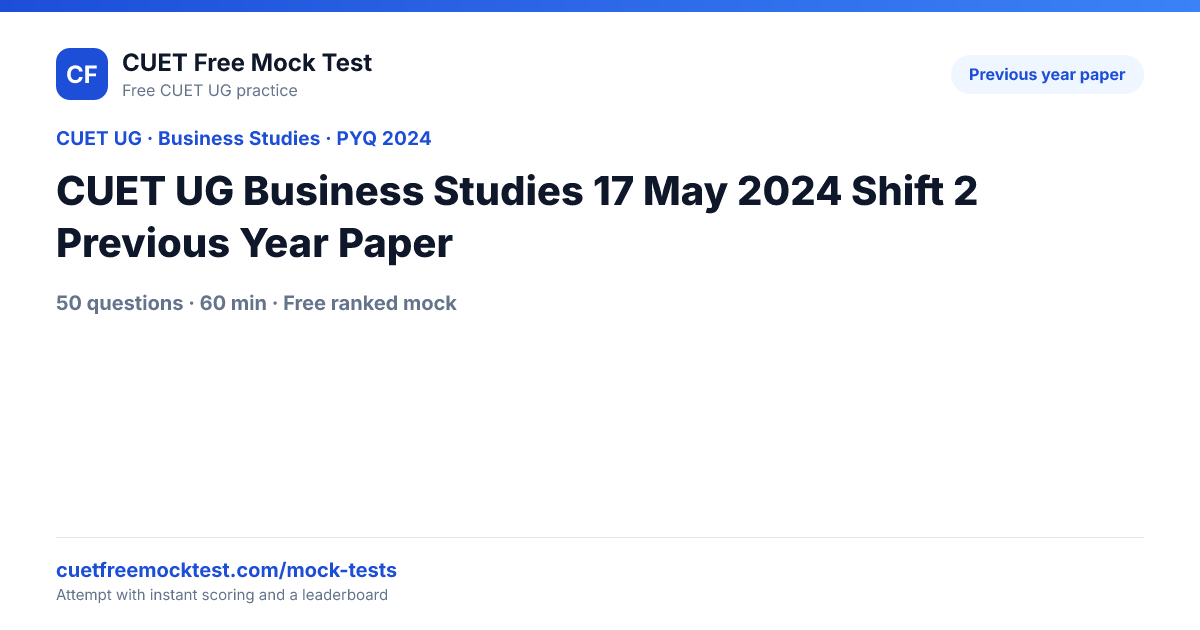 CF
CUET Free Mock Test
Free CUET UG practice
Previous year paper
CUET UG · Business Studies · PYQ 2024
CUET UG Business Studies 17 May 2024 Shift 2
Previous Year Paper
50 questions · 60 min · Free ranked mock
cuetfreemocktest.com/mock-tests
Attempt with instant scoring and a leaderboard